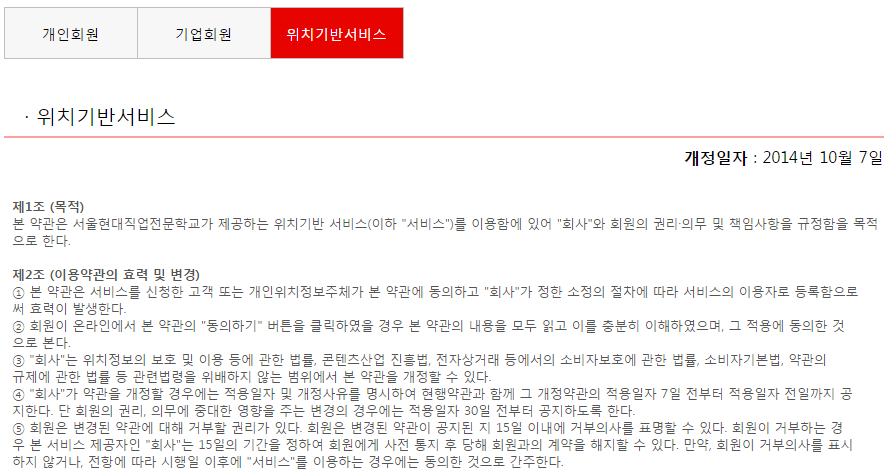 개인회원 기업회원 위치기반서비스
· 위치기반서비스
개정일자 : 2014년 10월 7일
제1조 (목적)
본 약관은 서울현대직업전문학교가 제공하는 위치기반 서비스(이하 "서비스")를 이용함에 있어 "회사"와 회원의 권리·의무 및 책임사항을 규정함을 목적
으로 한다.
제2조 (이용약관의 효력 및 변경)
① 본 약관은 서비스를 신청한 고객 또는 개인위치정보주체가 본 약관에 동의하고 "회사"가 정한 소정의 절차에 따라 서비스의 이용자로 등록함으로
써 효력이 발생한다.
② 회원이 온라인에서 본 약관의 "동의하기" 버튼을 클릭하였을 경우 본 약관의 내용을 모두 읽고 이를 충분히 이해하였으며, 그 적용에 동의한 것
으로 본다.
③ "회사"는 위치정보의 보호 및 이용 등에 관한 법률, 콘텐츠산업 진흥법, 전자상거래 등에서의 소비자보호에 관한 법률, 소비자기본법, 약관의
규제에 관한 법률 등 관련법령을 위배하지 않는 범위에서 본 약관을 개정할 수 있다.
④ "회사"가 약관을 개정할 경우에는 적용일자 및 개정사유를 명시하여 현행약관과 함께 그 개정약관의 적용일자 7일 전부터 적용일자 전일까지 공
지한다. 단 회원의 권리, 의무에 중대한 영향을 주는 변경의 경우에는 적용일자 30일 전부터 공지하도록 한다.
⑤ 회원은 변경된 약관에 대해 거부할 권리가 있다. 회원은 변경된 약관이 공지된 지 15일 이내에 거부의사를 표명할 수 있다. 회원이 거부하는 경
우 본 서비스 제공자인 "회사"는 15일의 기간을 정하여 회원에게 사전 통지 후 당해 회원과의 계약을 해지할 수 있다. 만약, 회원이 거부의사를 표시
하지 않거나, 전항에 따라 시행일 이후에 "서비스"를 이용하는 경우에는 동의한 것으로 간주한다.